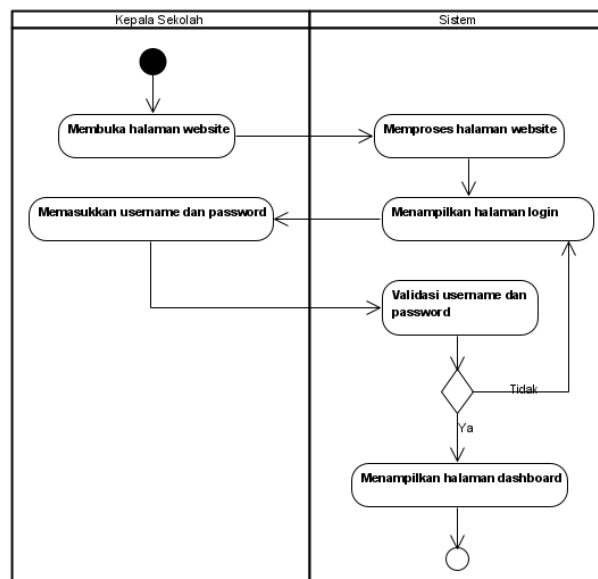 Kepala Sekolah
Sistem
Membuka halaman website
Memproses halaman website
Memasukkan username dan password
Menampilkan halaman login
Validasi username dan
password
Tidak
Ya
Menampilkan halaman dashboard